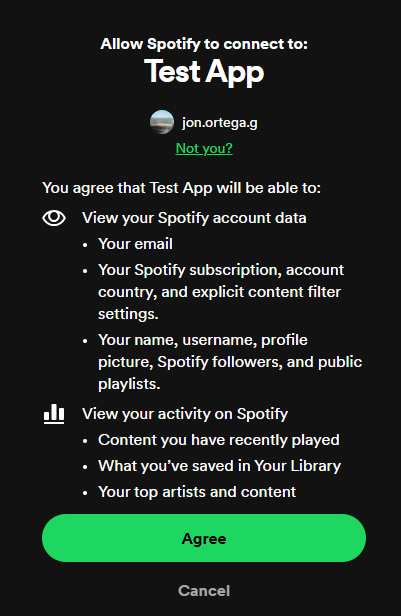 Allow Spotify to connect to:
Test App
jon.ortega.g
Not you?
You agree that Test App will be able to:
View your Spotify account data
• Your email
• Your Spotify subscription, account
country, and explicit content filter
settings.
• Your name, username, profile
picture, Spotify followers, and public
playlists.
View your activity on Spotify
• Content you have recently played
• What you’ve saved in Your Library
• Your top artists and content
Agree
Cancel